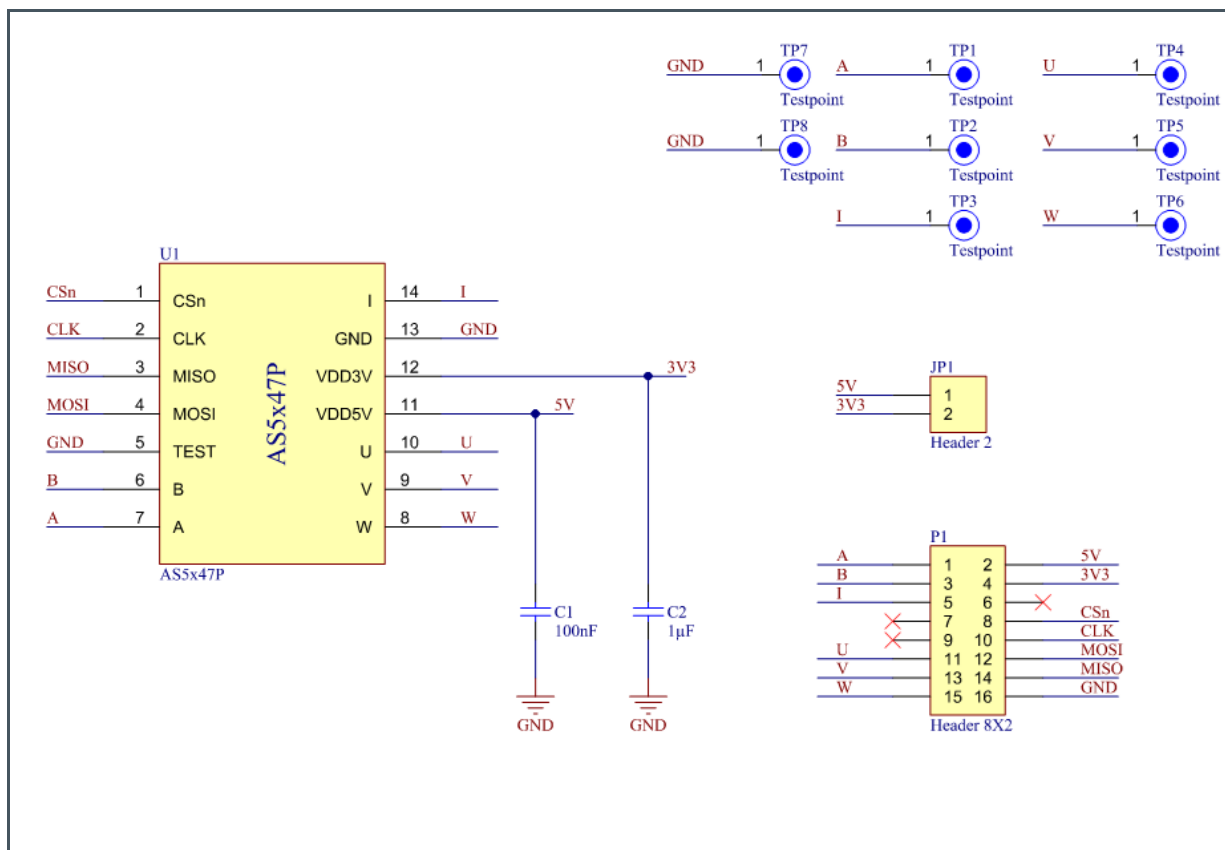 TP7
GND 1
Testpoint
TP1
A 1
Testpoint
TP4
U 1
Testpoint
TP8
GND 1
Testpoint
TP2
B 1
Testpoint
TP5
V 1
Testpoint
TP3
I 1
Testpoint
TP6
W 1
Testpoint
U1
CSn 1 CSn I 14 I
CLK 2 CLK GND 13 GND
MISO 3 MISO VDD3V 12 3V3
MOSI 4 MOSI VDD5V 11 5V
GND 5 TEST U 10 U
B 6 B V 9 V
A 7 A W 8 W
AS5x47P
AS5x47P
C1
100nF
GND
C2
1µF
GND
JP1
5V 1
3V3 2
Header 2
P1
A 1 2 5V
B 3 4 3V3
I 5 6
7 8 CSn
9 10 CLK
U 11 12 MOSI
V 13 14 MISO
W 15 16 GND
Header 8X2